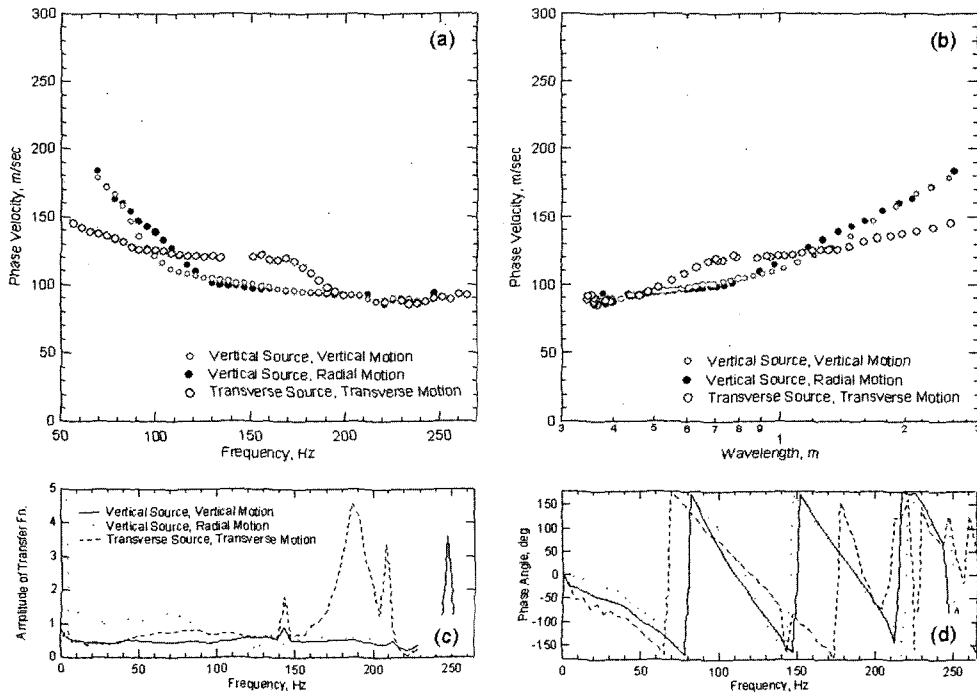 300
250
200
150
100
50
0
Phase Velocity, m/sec
(a)
Vertical Source, Vertical Motion
Vertical Source, Radial Motion
Transverse Source, Transverse Motion
50 100 150 200 250
Frequency, Hz
300
250
200
150
100
50
0
Phase Velocity, m/sec
(b)
Vertical Source, Vertical Motion
Vertical Source, Radial Motion
Transverse Source, Transverse Motion
3 4 5 6 7 8 9 1 2 3
Wavelength, m
5
4
3
2
1
0
Amplitude of Transfer Fn.
Vertical Source, Vertical Motion
Vertical Source, Radial Motion
Transverse Source, Transverse Motion
(c)
0 50 100 150 200 250
Frequency, Hz
150
100
50
0
-50
-100
-150
Phase Angle, deg
(d)
0 50 100 150 200 250
Frequency, Hz